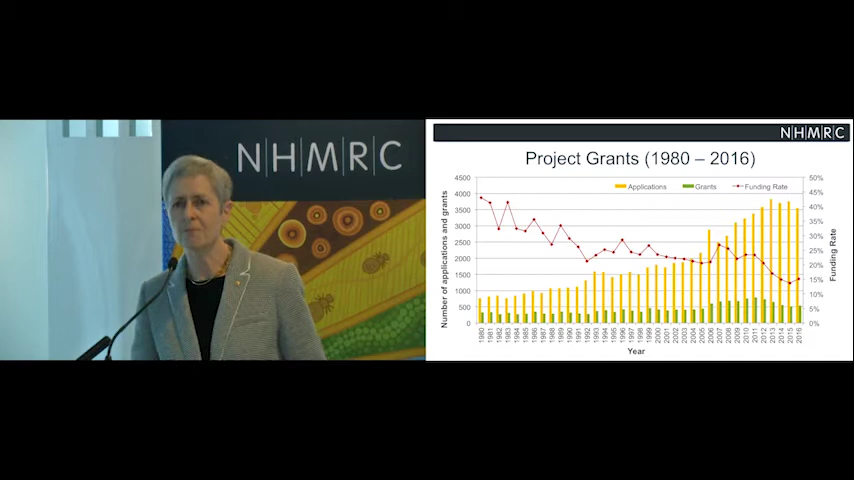 N|H|M|R|C
N|H|M|R|C
Project Grants (1980 – 2016)
Applications Grants Funding Rate
Number of applications and grants
4500
4000
3500
3000
2500
2000
1500
1000
500
0
50%
45%
40%
35%
30%
25%
20%
15%
10%
5%
0%
Funding Rate
1980 1981 1982 1983 1984 1985 1986 1987 1988 1989 1990 1991 1992 1993 1994 1995 1996 1997 1998 1999 2000 2001 2002 2003 2004 2005 2006 2007 2008 2009 2010 2011 2012 2013 2014 2015 2016
Year